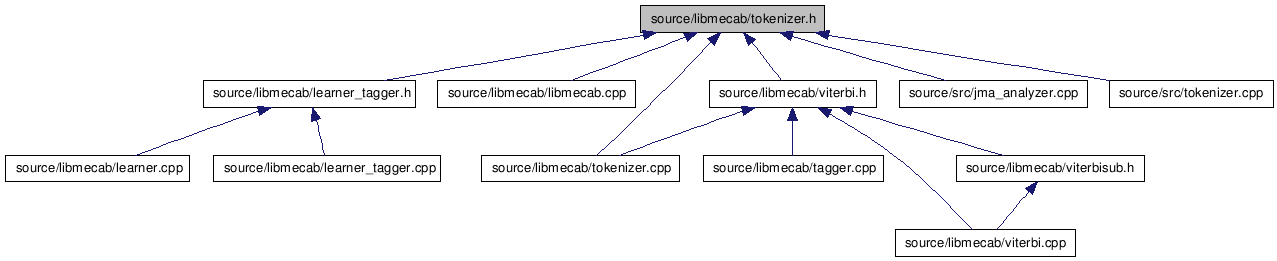 source/libmecab/tokenizer.h
source/libmecab/learner_tagger.h
source/libmecab/libmecab.cpp
source/libmecab/viterbi.h
source/src/jma_analyzer.cpp
source/src/tokenizer.cpp
source/libmecab/learner.cpp
source/libmecab/learner_tagger.cpp
source/libmecab/tokenizer.cpp
source/libmecab/tagger.cpp
source/libmecab/viterbisub.h
source/libmecab/viterbi.cpp